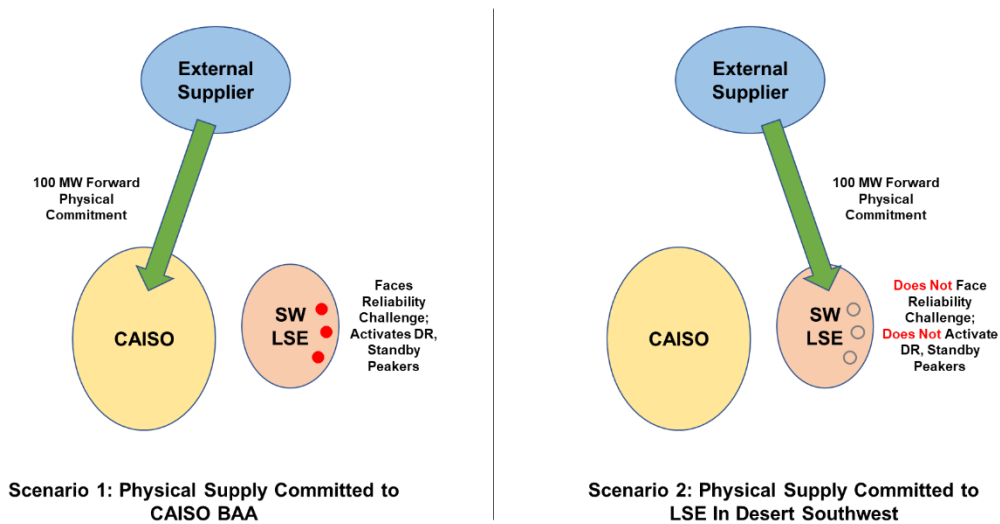 External
Supplier
100 MW Forward
Physical
Commitment
CAISO
SW
LSE
Faces
Reliability
Challenge;
Activates DR,
Standby
Peakers
Scenario 1: Physical Supply Committed to
CAISO BAA
External
Supplier
100 MW Forward
Physical
Commitment
CAISO
SW
LSE
Does Not Face
Reliability
Challenge;
Does Not Activate
DR, Standby
Peakers
Scenario 2: Physical Supply Committed to
LSE In Desert Southwest